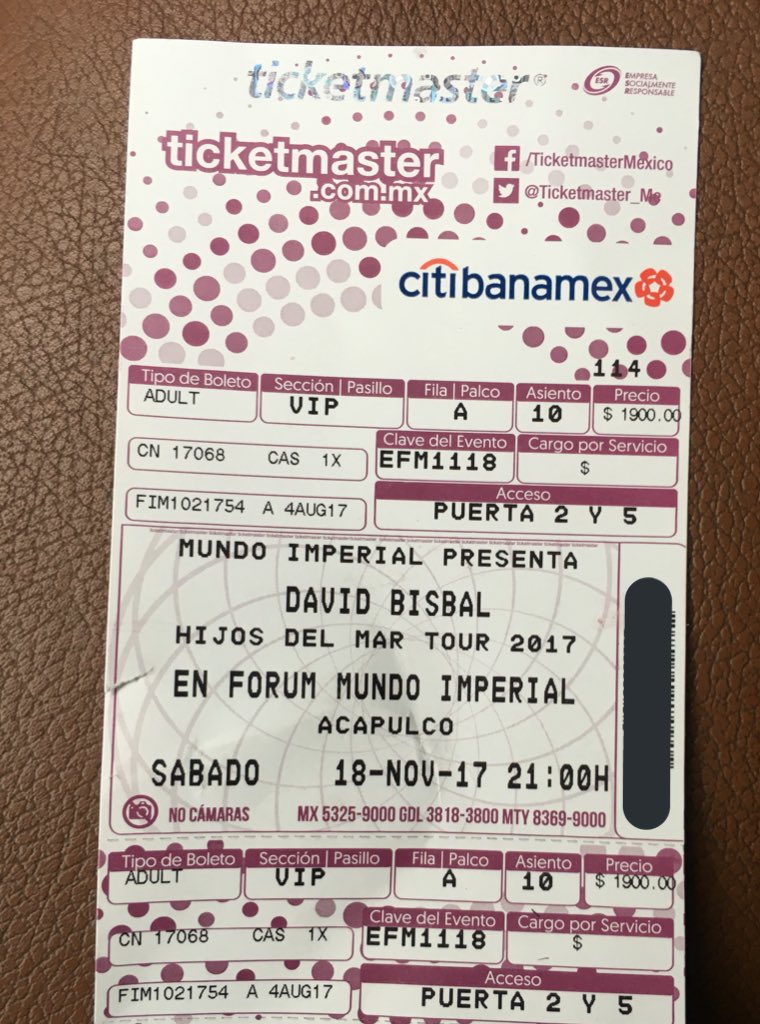 ticketmaster®
ESR EMPRESA SOCIALMENTE RESPONSABLE
ticketmaster
.com.mx
/TicketmasterMéxico
@Ticketmaster_Me
citibanamex
114
Tipo de Boleto Sección | Pasillo Fila | Palco Asiento Precio
ADULT VIP A 10 $ 1900.00
Clave del Evento Cargo por Servicio
CN 17068 CAS 1X EFM1118 $
Acceso
FIM1021754 A 4AUG17 PUERTA 2 Y 5
MUNDO IMPERIAL PRESENTA
DAVID BISBAL
HIJOS DEL MAR TOUR 2017
EN FORUM MUNDO IMPERIAL
ACAPULCO
SABADO 18-NOV-17 21:00H
NO CÁMARAS MX 5325-9000 GDL 3818-3800 MTY 8369-9000
Tipo de Boleto Sección | Pasillo Fila | Palco Asiento Precio
ADULT VIP A 10 $ 1900.00
Clave del Evento Cargo por Servicio
CN 17068 CAS 1X EFM1118 $
Acceso
FIM1021754 A 4AUG17 PUERTA 2 Y 5